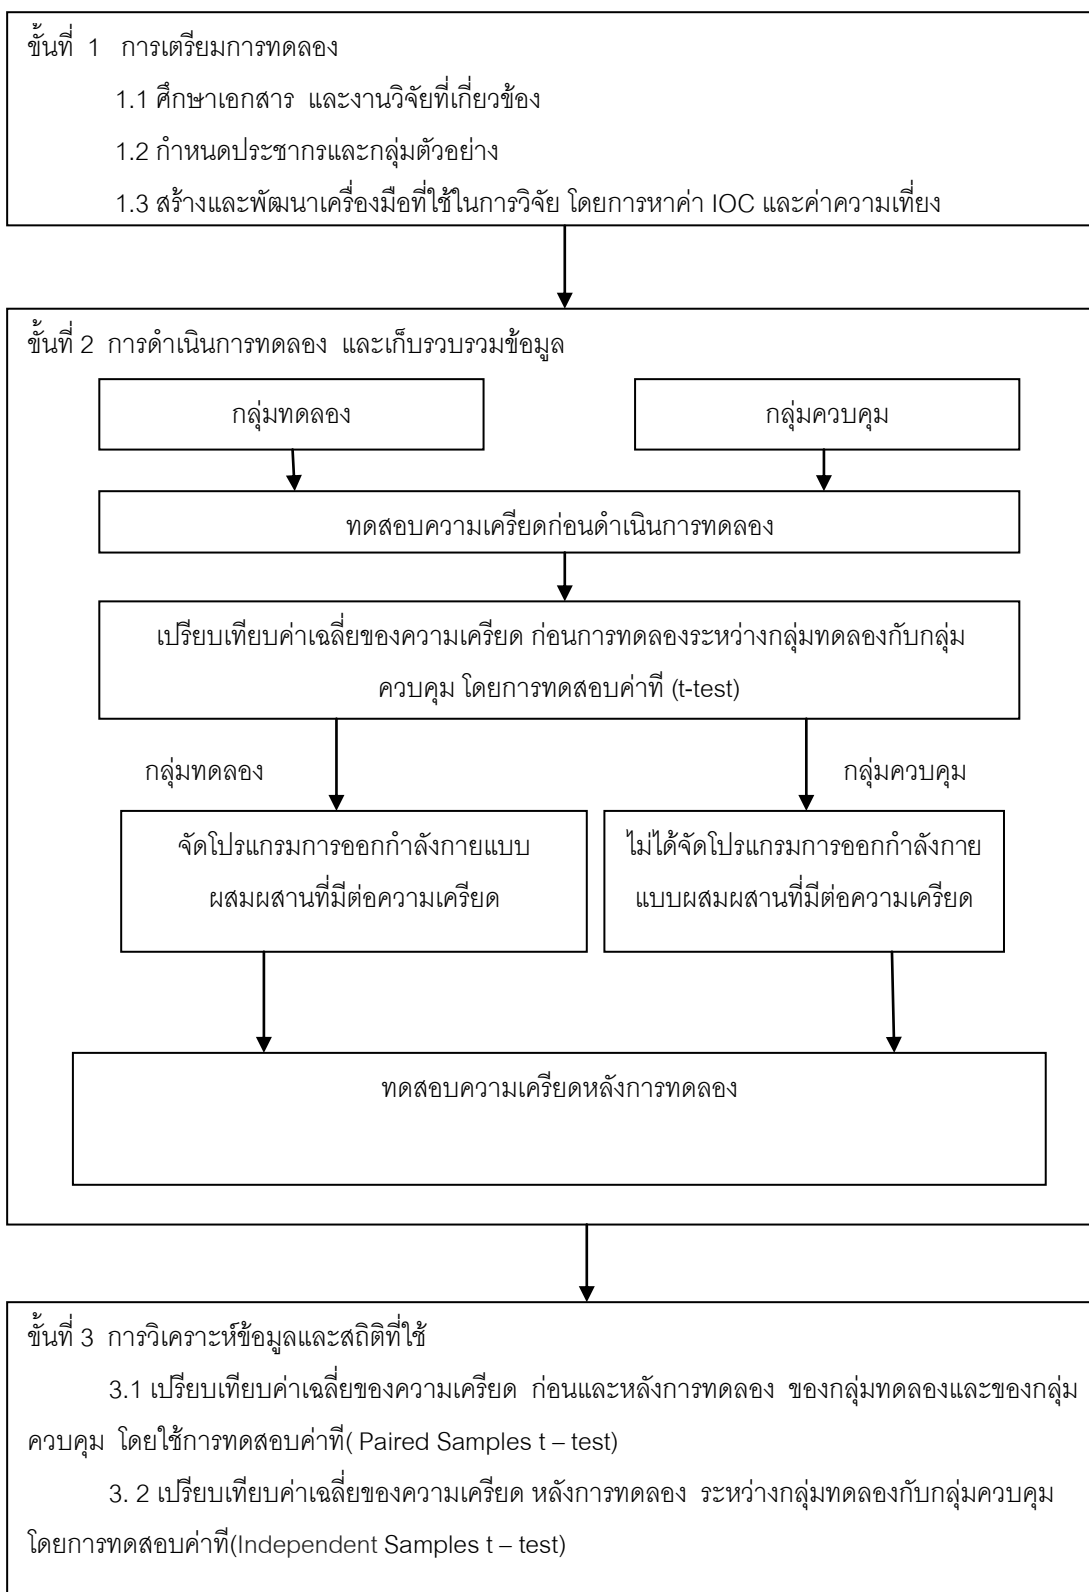 ขั้นที่ 1 การเตรียมการทดลอง
1.1 ศึกษาเอกสาร และงานวิจัยที่เกี่ยวข้อง
1.2 กำหนดประชากรและกลุ่มตัวอย่าง
1.3 สร้างและพัฒนาเครื่องมือที่ใช้ในการวิจัย โดยการหาค่า IOC และค่าความเที่ยง
ขั้นที่ 2 การดำเนินการทดลอง และเก็บรวบรวมข้อมูล
กลุ่มทดลอง
กลุ่มควบคุม
ทดสอบความเครียดก่อนดำเนินการทดลอง
เปรียบเทียบค่าเฉลี่ยของความเครียด ก่อนการทดลองระหว่างกลุ่มทดลองกับกลุ่ม
ควบคุม โดยการทดสอบค่าที (t-test)
กลุ่มทดลอง
กลุ่มควบคุม
จัดโปรแกรมการออกกำลังกายแบบ
ผสมผสานที่มีต่อความเครียด
ไม่ได้จัดโปรแกรมการออกกำลังกาย
แบบผสมผสานที่มีต่อความเครียด
ทดสอบความเครียดหลังการทดลอง
ขั้นที่ 3 การวิเคราะห์ข้อมูลและสถิติที่ใช้
3.1 เปรียบเทียบค่าเฉลี่ยของความเครียด ก่อนและหลังการทดลอง ของกลุ่มทดลองและของกลุ่ม
ควบคุม โดยใช้การทดสอบค่าที( Paired Samples t – test)
3. 2 เปรียบเทียบค่าเฉลี่ยของความเครียด หลังการทดลอง ระหว่างกลุ่มทดลองกับกลุ่มควบคุม
โดยการทดสอบค่าที(Independent Samples t – test)